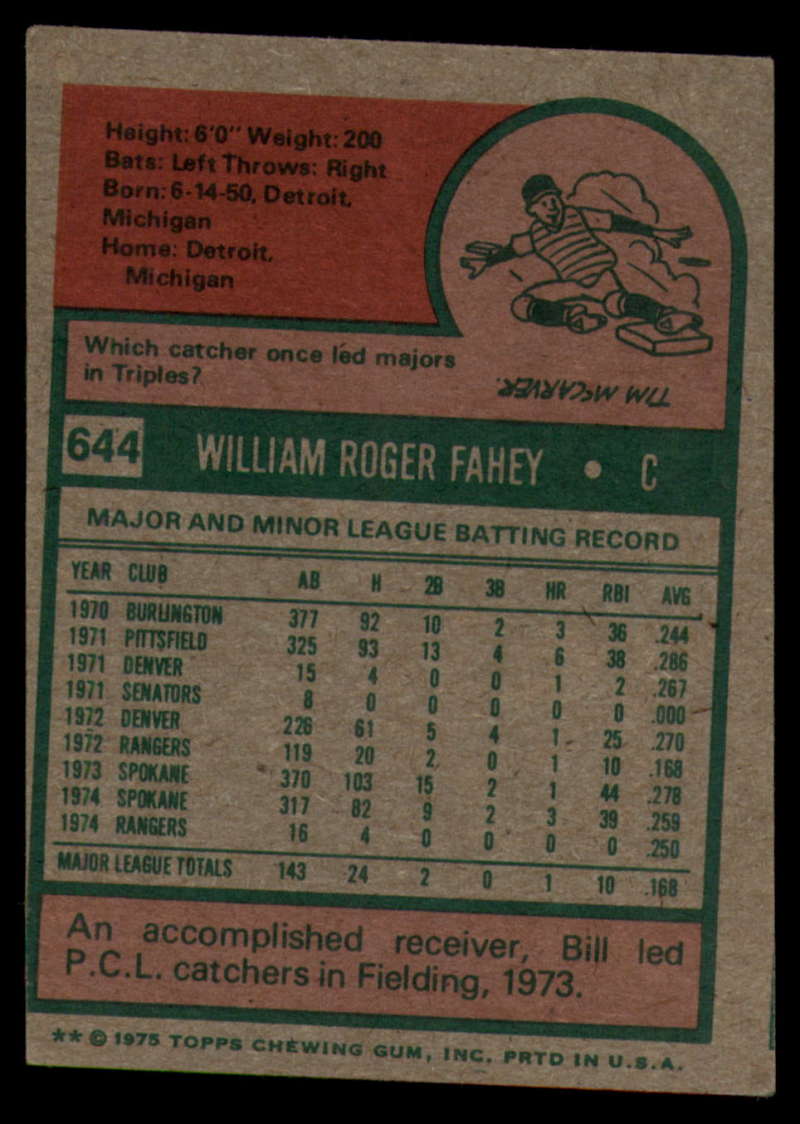 Height: 6'0" Weight: 200
Bats: Left Throws: Right
Born: 6-14-50, Detroit,
Michigan
Home: Detroit,
Michigan
Which catcher once led majors
in Triples?
TIM McCARVER.
644 WILLIAM ROGER FAHEY • C
MAJOR AND MINOR LEAGUE BATTING RECORD
YEAR CLUB AB H 2B 3B HR RBI AVG
1970 BURLINGTON 377 92 10 2 3 36 .244
1971 PITTSFIELD 325 93 13 4 6 38 .286
1971 DENVER 15 4 0 0 1 2 .267
1971 SENATORS 8 0 0 0 0 0 .000
1972 DENVER 226 61 5 4 1 25 .270
1972 RANGERS 119 20 2 0 1 10 .168
1973 SPOKANE 370 103 15 2 1 44 .278
1974 SPOKANE 317 82 9 2 3 39 .259
1974 RANGERS 16 4 0 0 0 0 .250
MAJOR LEAGUE TOTALS 143 24 2 0 1 10 .168
An accomplished receiver, Bill led
P.C.L. catchers in Fielding, 1973.
** © 1975 TOPPS CHEWING GUM, INC. PRTD IN U.S.A.